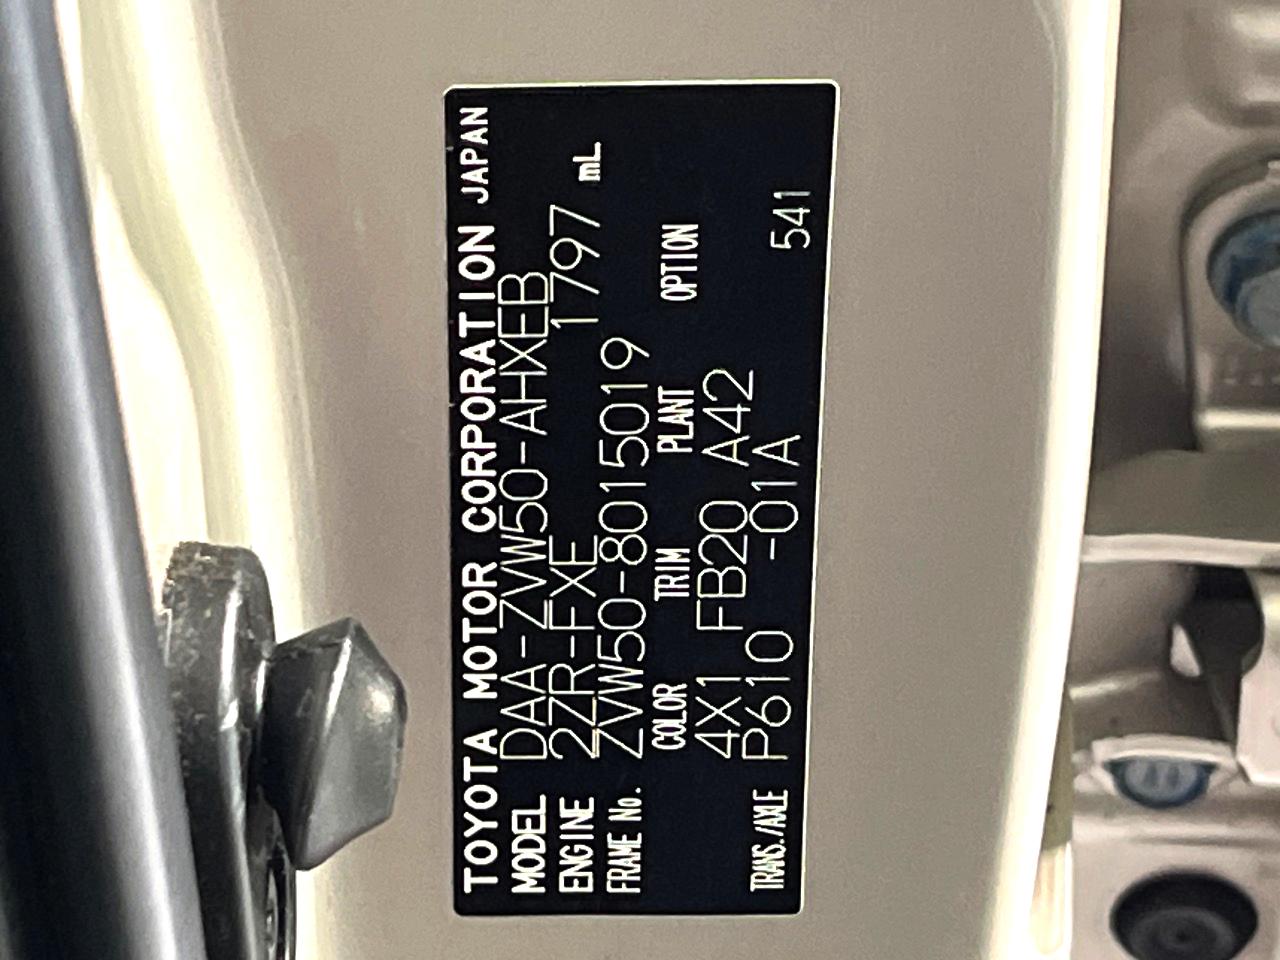 TOYOTA MOTOR CORPORATION JAPAN
MODEL DAA-ZVW50-AHXEB
ENGINE 2ZR-FXE 1797 mL
FRAME No. ZVW50-8015019
COLOR TRIM PLANT OPTION
4X1 FB20 A42
TRANS./AXLE P610 -01A 541